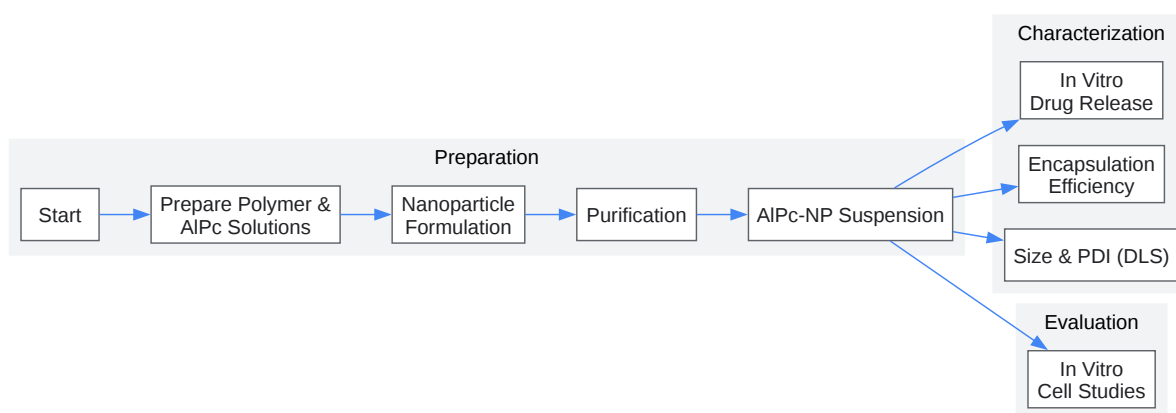 Characterization
In Vitro
Drug Release
Preparation
Encapsulation
Efficiency
Start
Prepare Polymer &
AlPc Solutions
Nanoparticle
Formulation
Purification
AlPc-NP Suspension
Size & PDI (DLS)
Evaluation
In Vitro
Cell Studies